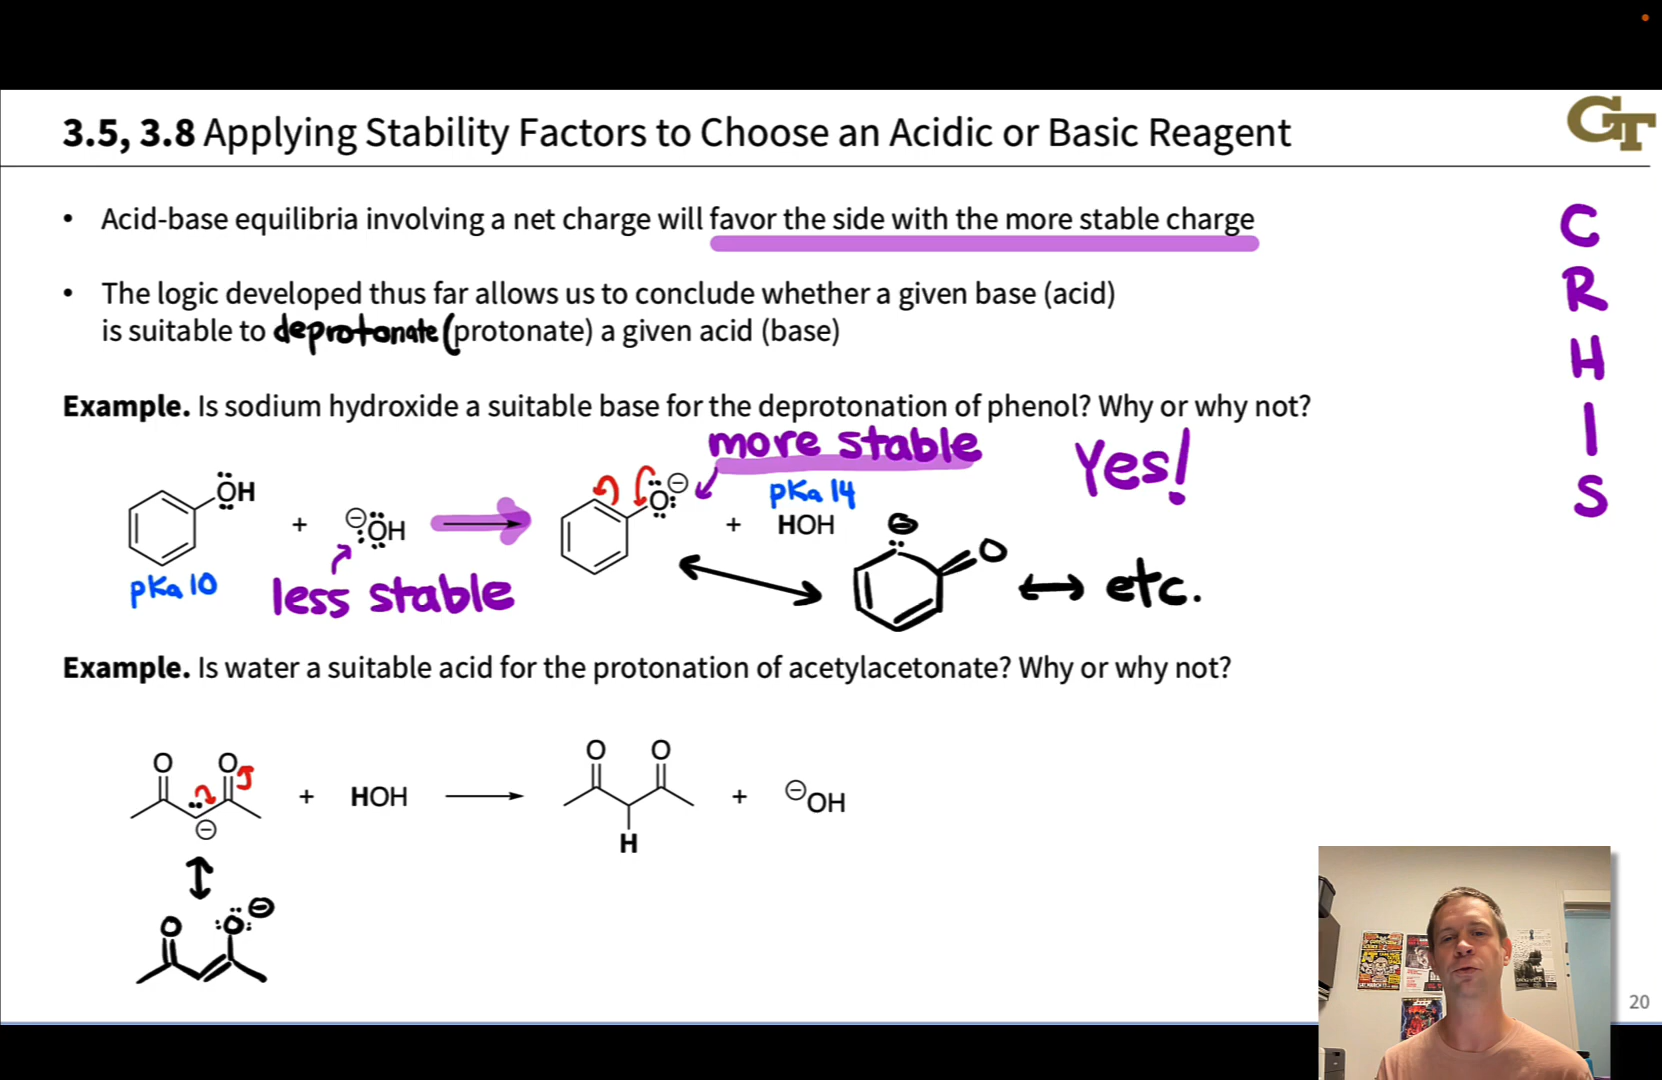 3.5, 3.8 Applying Stability Factors to Choose an Acidic or Basic Reagent
GT
• Acid-base equilibria involving a net charge will favor the side with the more stable charge
• The logic developed thus far allows us to conclude whether a given base (acid)
is suitable to deprotonate (protonate) a given acid (base)
C
R
H
I
S
Example. Is sodium hydroxide a suitable base for the deprotonation of phenol? Why or why not?
more stable
Yes!
ÖH + ⊖ÖH → O⊖ + HOH
pKa 14
pKa 10
less stable
⊖ O ↔ etc.
Example. Is water a suitable acid for the protonation of acetylacetonate? Why or why not?
O O O O
⊖ + HOH → H + ⊖OH
O O⊖
20